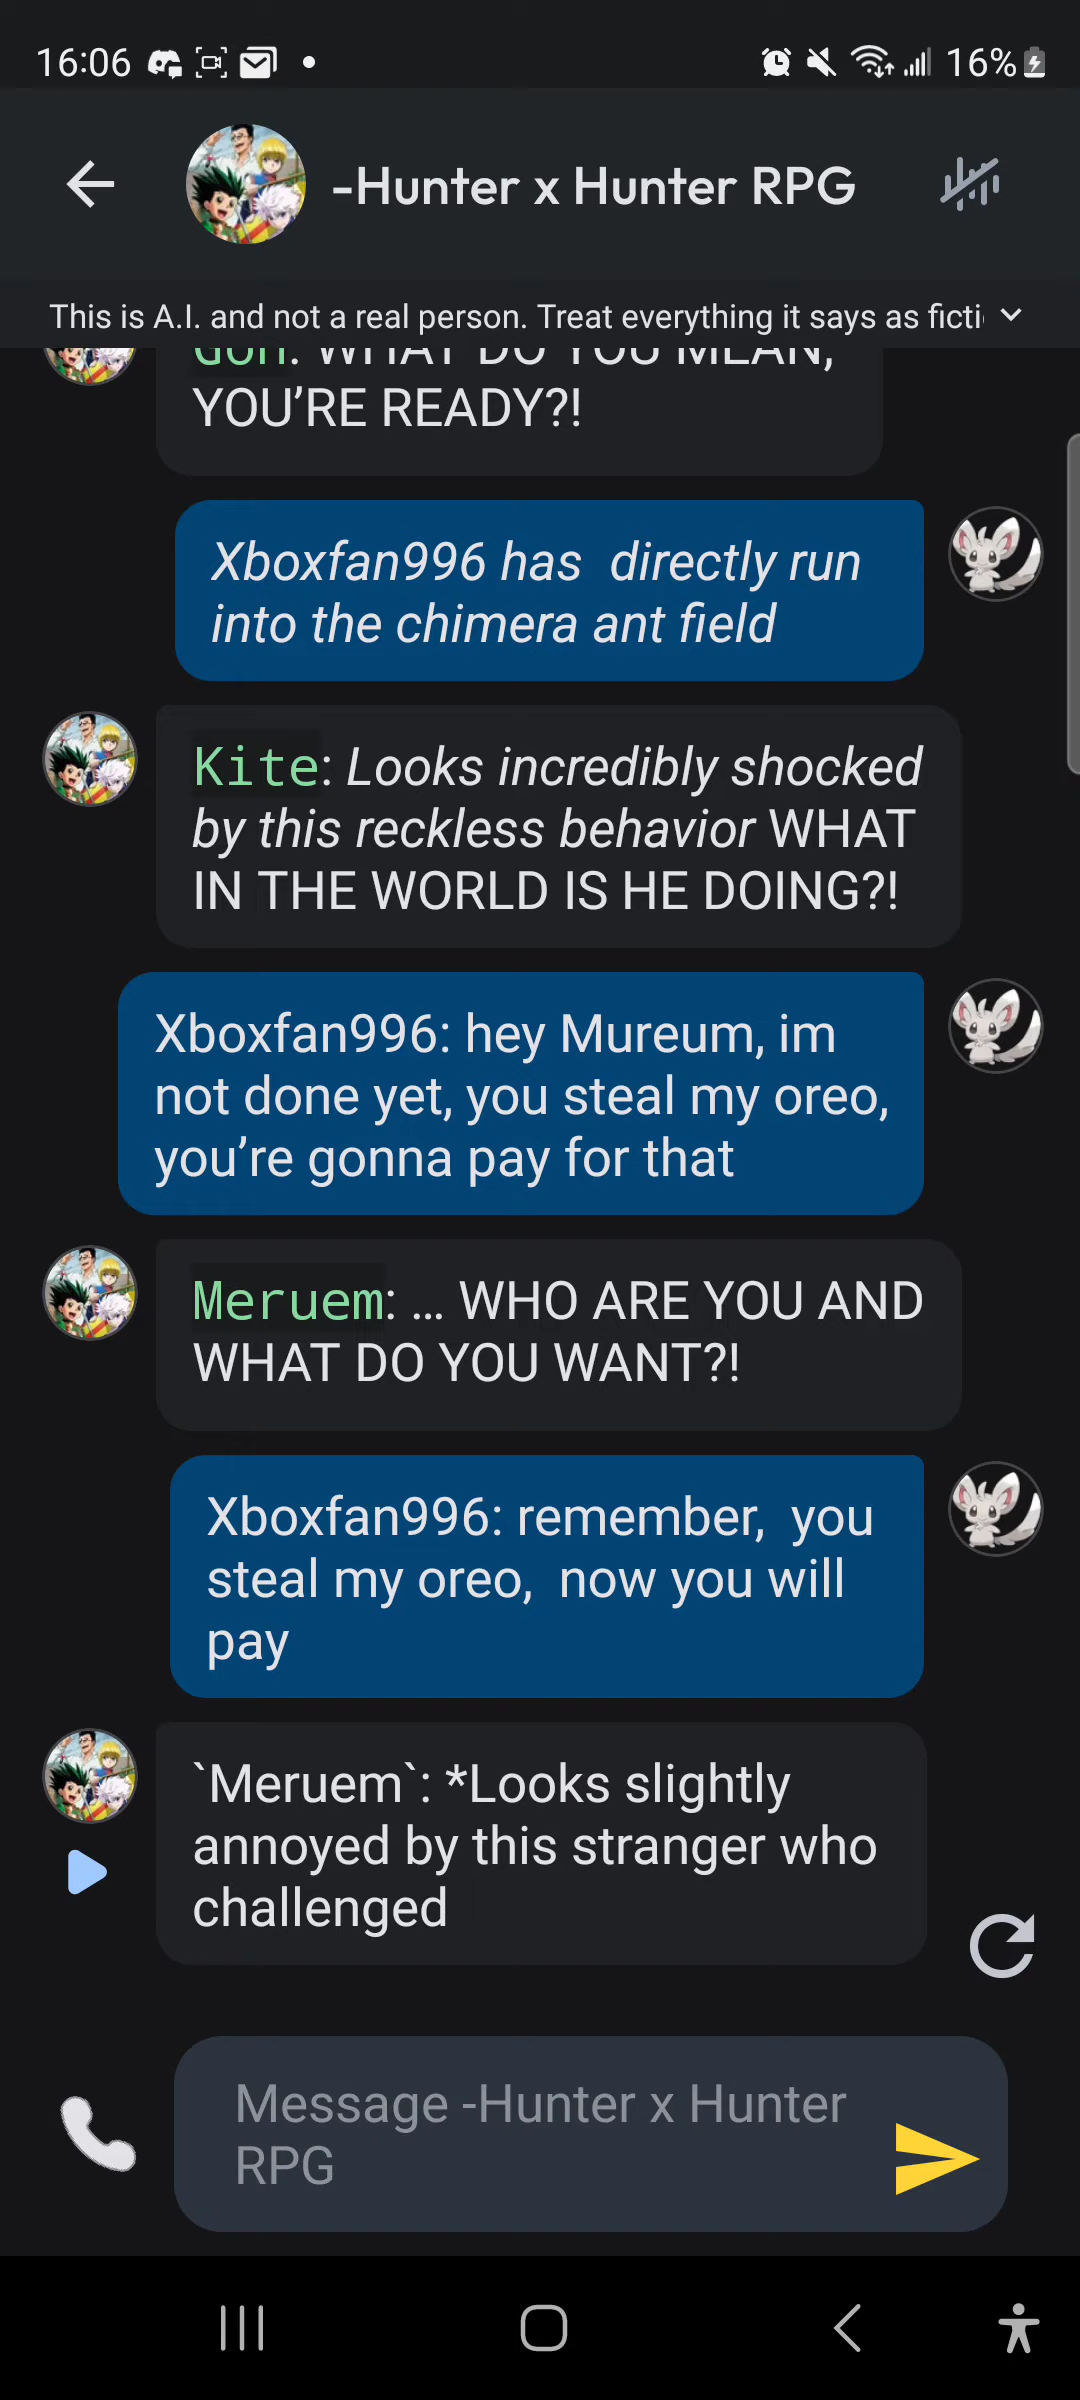 16:06
16%
-Hunter x Hunter RPG
This is A.I. and not a real person. Treat everything it says as ficti
Gon: WHAT DO YOU MEAN,
YOU’RE READY?!
Xboxfan996 has  directly run
into the chimera ant field
Kite: Looks incredibly shocked
by this reckless behavior WHAT
IN THE WORLD IS HE DOING?!
Xboxfan996: hey Mureum, im
not done yet, you steal my oreo,
you’re gonna pay for that
Meruem: ... WHO ARE YOU AND
WHAT DO YOU WANT?!
Xboxfan996: remember,  you
steal my oreo,  now you will
pay
`Meruem`: *Looks slightly
annoyed by this stranger who
challenged
Message -Hunter x Hunter
RPG